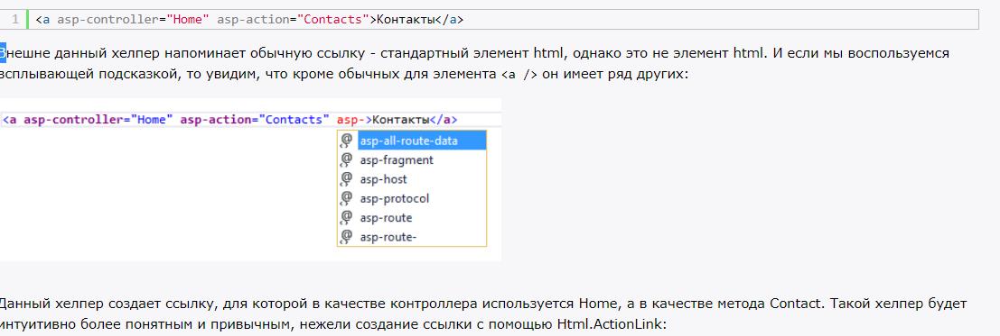 1 <a asp-controller="Home" asp-action="Contacts">Контакты</a>
Внешне данный хелпер напоминает обычную ссылку - стандартный элемент html, однако это не элемент html. И если мы воспользуемся
всплывающей подсказкой, то увидим, что кроме обычных для элемента <a /> он имеет ряд других:
<a asp-controller="Home" asp-action="Contacts" asp->Контакты</a>
asp-all-route-data
asp-fragment
asp-host
asp-protocol
asp-route
asp-route-
Данный хелпер создает ссылку, для которой в качестве контроллера используется Home, а в качестве метода Contact. Такой хелпер будет
интуитивно более понятным и привычным, нежели создание ссылки с помощью Html.ActionLink: